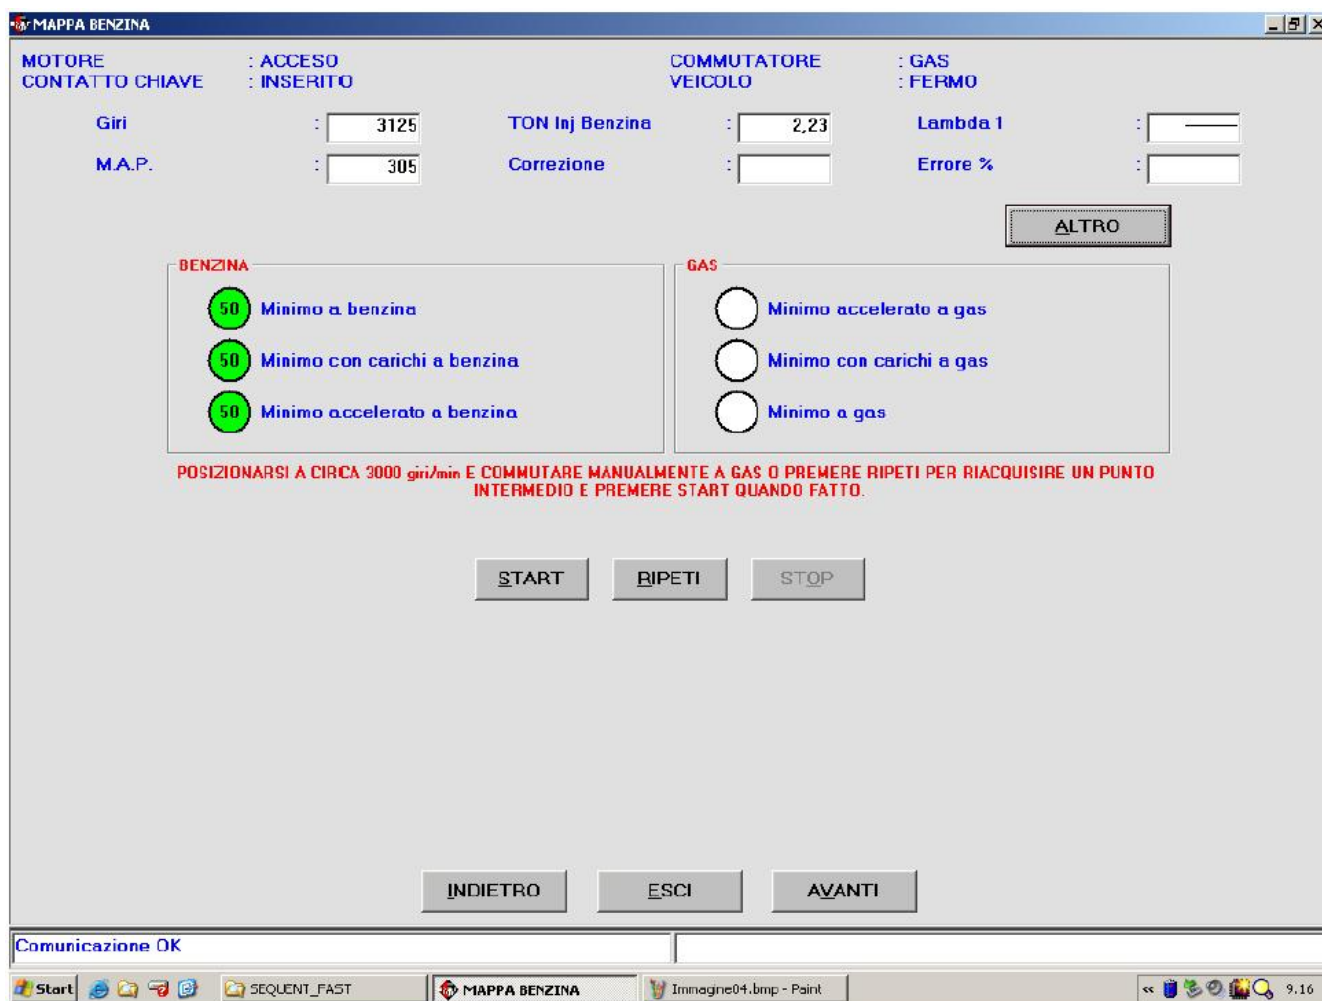 MAPPA BENZINA
MOTORE : ACCESO COMMUTATORE : GAS
CONTATTO CHIAVE : INSERITO VEICOLO : FERMO
Giri : 3125 TON Inj Benzina : 2,23 Lambda 1 : ———
M.A.P. : 305 Correzione : Errore % :
ALTRO
BENZINA GAS
50 Minimo a benzina Minimo accelerato a gas
50 Minimo con carichi a benzina Minimo con carichi a gas
50 Minimo accelerato a benzina Minimo a gas
POSIZIONARSI A CIRCA 3000 giri/min E COMMUTARE MANUALMENTE A GAS O PREMERE RIPETI PER RIACQUISIRE UN PUNTO
INTERMEDIO E PREMERE START QUANDO FATTO.
START RIPETI STOP
INDIETRO ESCI AVANTI
Comunicazione OK
Start SEQUENT_FAST MAPPA BENZINA Immagine04.bmp - Paint « 9.16